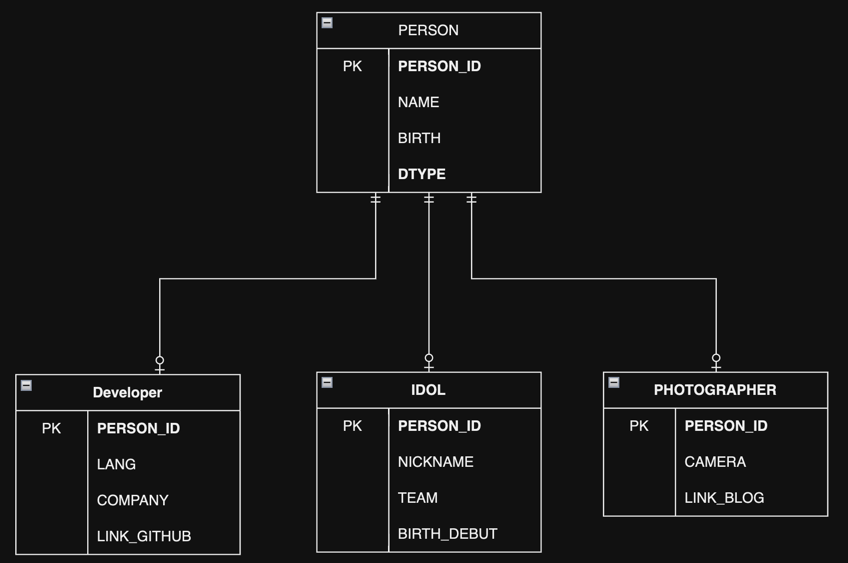 PERSON
PK PERSON_ID
NAME
BIRTH
DTYPE
Developer
PK PERSON_ID
LANG
COMPANY
LINK_GITHUB
IDOL
PK PERSON_ID
NICKNAME
TEAM
BIRTH_DEBUT
PHOTOGRAPHER
PK PERSON_ID
CAMERA
LINK_BLOG